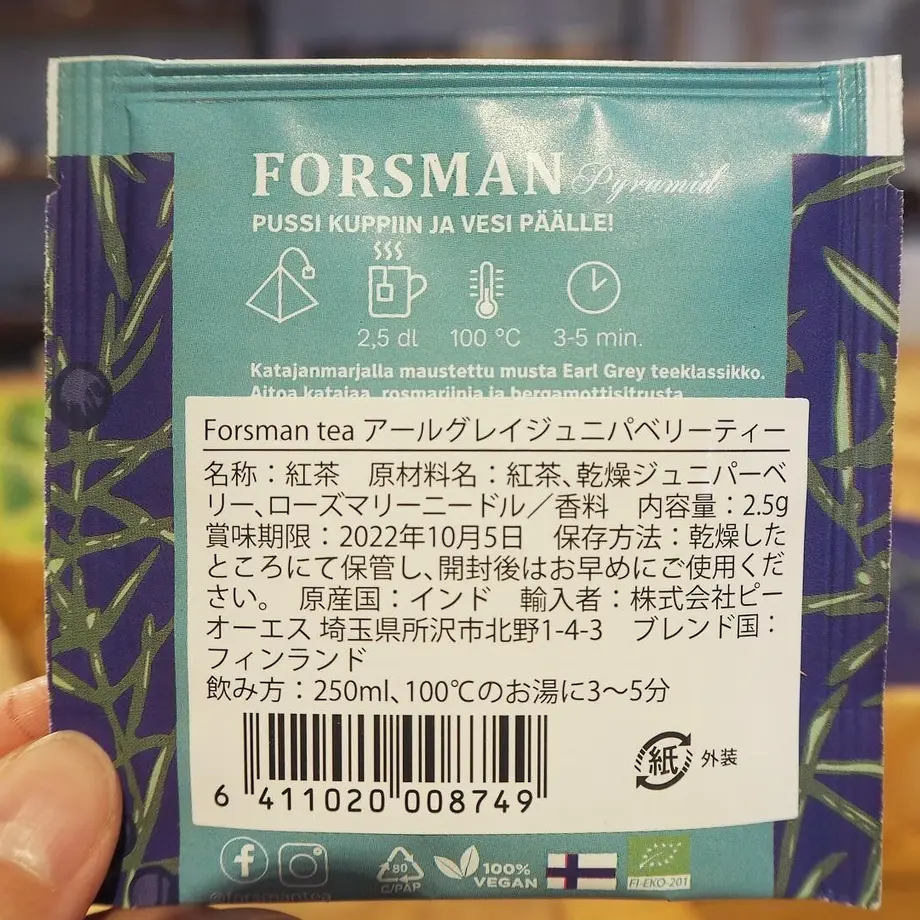 FORSMAN Pyramid
PUSSI KUPPIIN JA VESI PÄÄLLE!
2,5 dl 100 °C 3-5 min.
Katajanmarjalla maustettu musta Earl Grey teeklassikko.
Aitoa katajaa, rosmariinia ja bergamottisitrusta
Forsman tea アールグレイジュニパベリーティー
名称：紅茶 原材料名：紅茶、乾燥ジュニパーベ
リー、ローズマリーニードル／香料 内容量：2.5g
賞味期限：2022年10月5日 保存方法：乾燥した
ところにて保管し、開封後はお早めにご使用くだ
さい。 原産国：インド 輸入者：株式会社ピー
オーエス 埼玉県所沢市北野1-4-3 ブレンド国：
フィンランド
飲み方：250ml、100℃のお湯に3～5分
6 411020 008749
紙 外装
80
C/PAP
100%
VEGAN
FI-EKO-201
@forsmantea